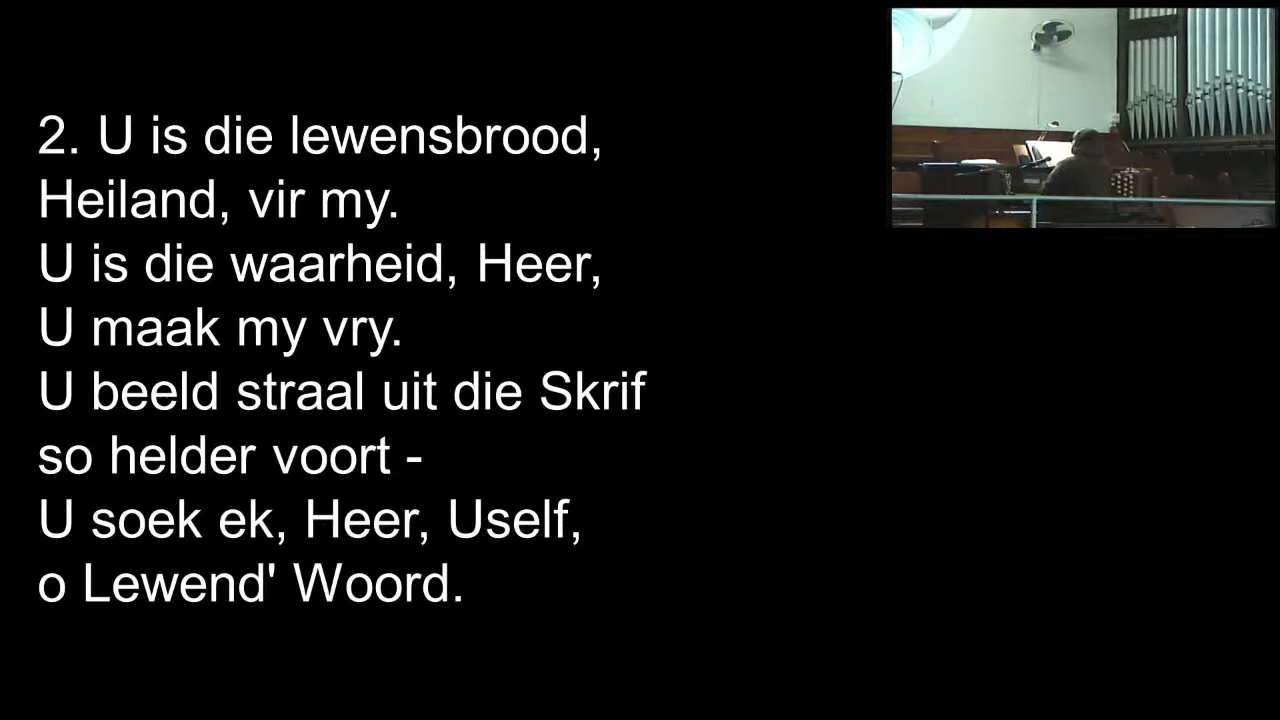 2. U is die lewensbrood,
Heiland, vir my.
U is die waarheid, Heer,
U maak my vry.
U beeld straal uit die Skrif
so helder voort -
U soek ek, Heer, Uself,
o Lewend' Woord.